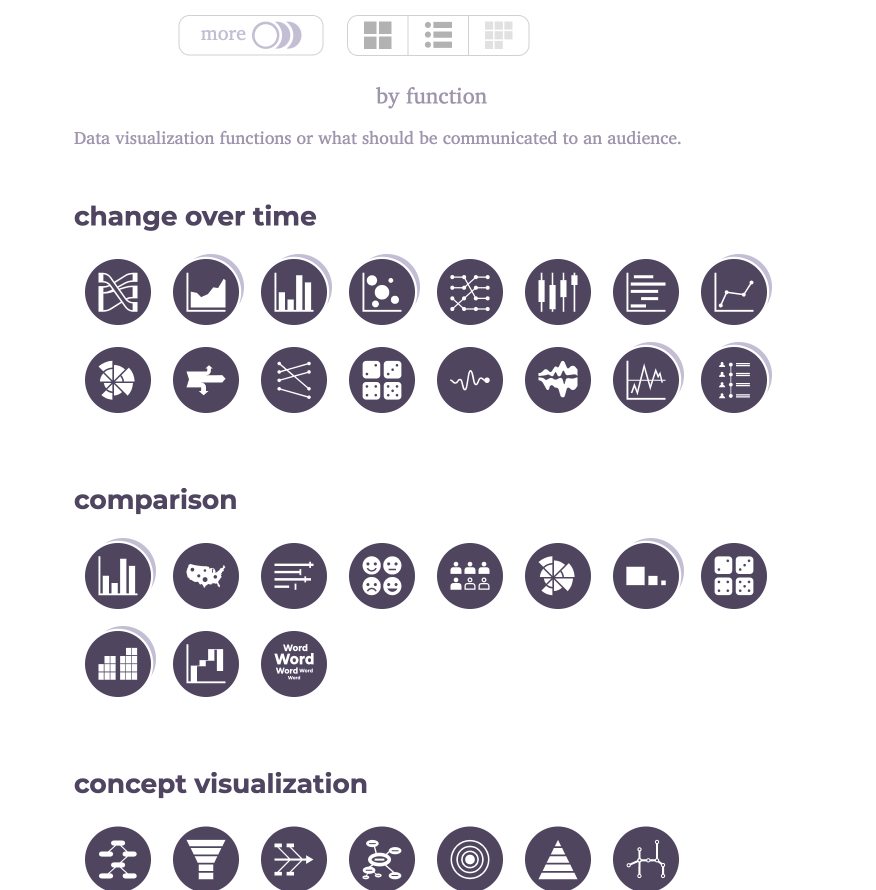 more
by function
Data visualization functions or what should be communicated to an audience.
change over time
comparison
Word
Word
Word Word
Word
concept visualization